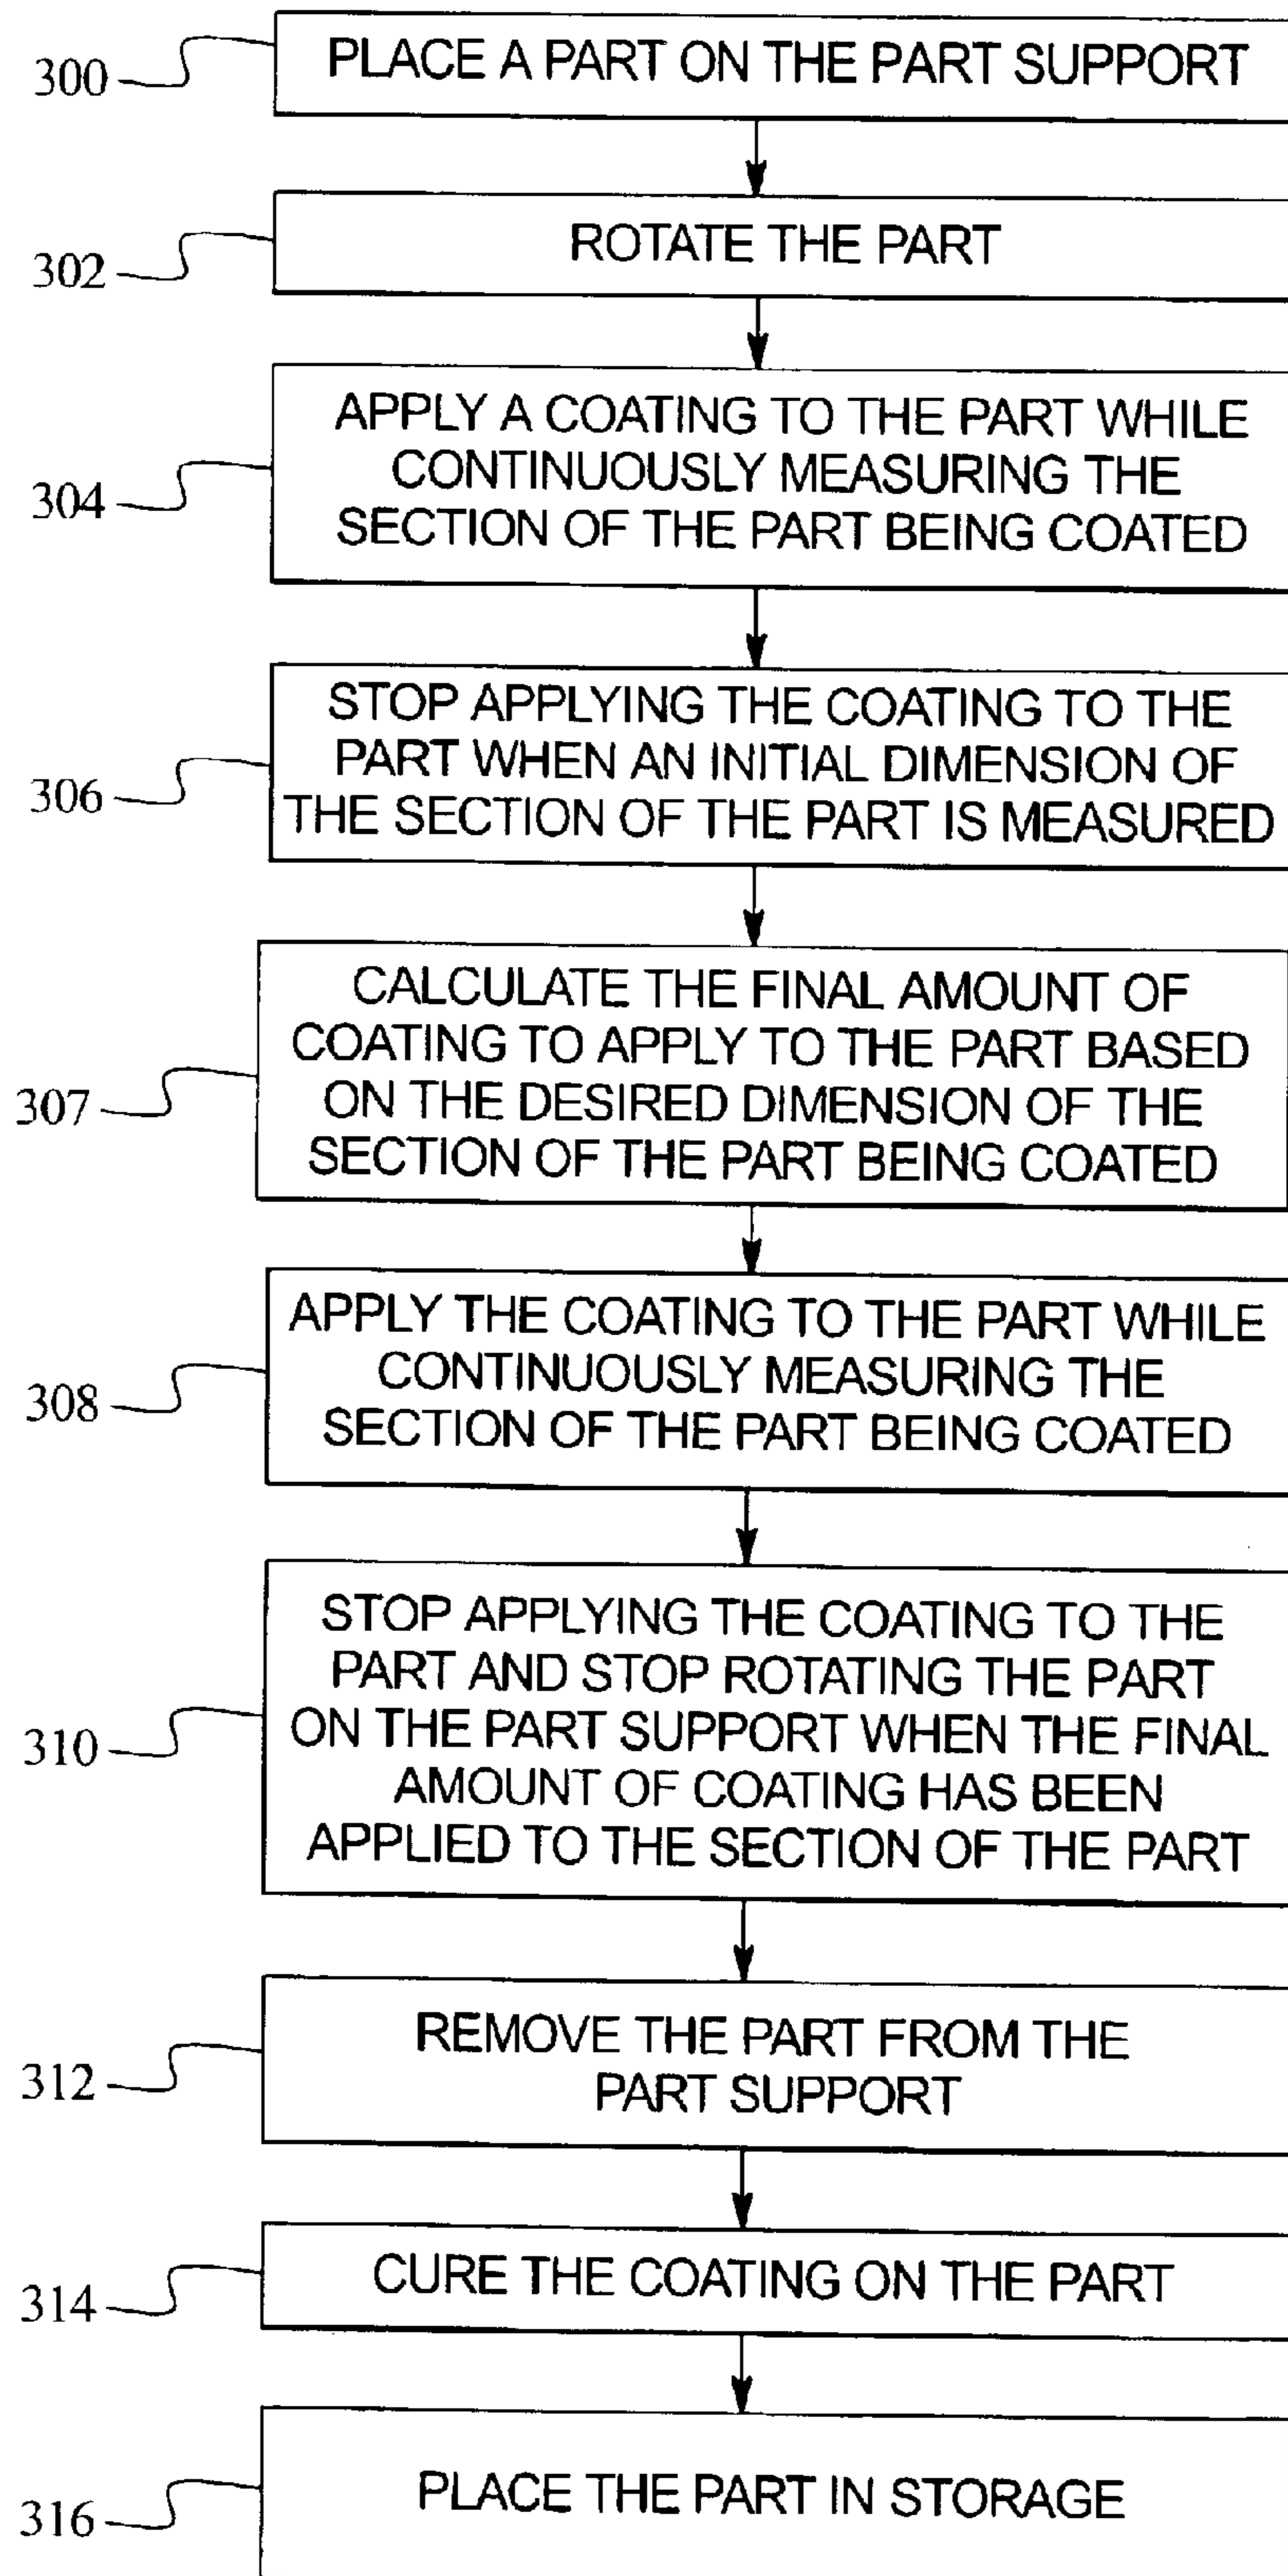 300
PLACE A PART ON THE PART SUPPORT
302
ROTATE THE PART
304
APPLY A COATING TO THE PART WHILE
CONTINUOUSLY MEASURING THE
SECTION OF THE PART BEING COATED
306
STOP APPLYING THE COATING TO THE
PART WHEN AN INITIAL DIMENSION OF
THE SECTION OF THE PART IS MEASURED
307
CALCULATE THE FINAL AMOUNT OF
COATING TO APPLY TO THE PART BASED
ON THE DESIRED DIMENSION OF THE
SECTION OF THE PART BEING COATED
308
APPLY THE COATING TO THE PART WHILE
CONTINUOUSLY MEASURING THE
SECTION OF THE PART BEING COATED
310
STOP APPLYING THE COATING TO THE
PART AND STOP ROTATING THE PART
ON THE PART SUPPORT WHEN THE FINAL
AMOUNT OF COATING HAS BEEN
APPLIED TO THE SECTION OF THE PART
312
REMOVE THE PART FROM THE
PART SUPPORT
314
CURE THE COATING ON THE PART
316
PLACE THE PART IN STORAGE